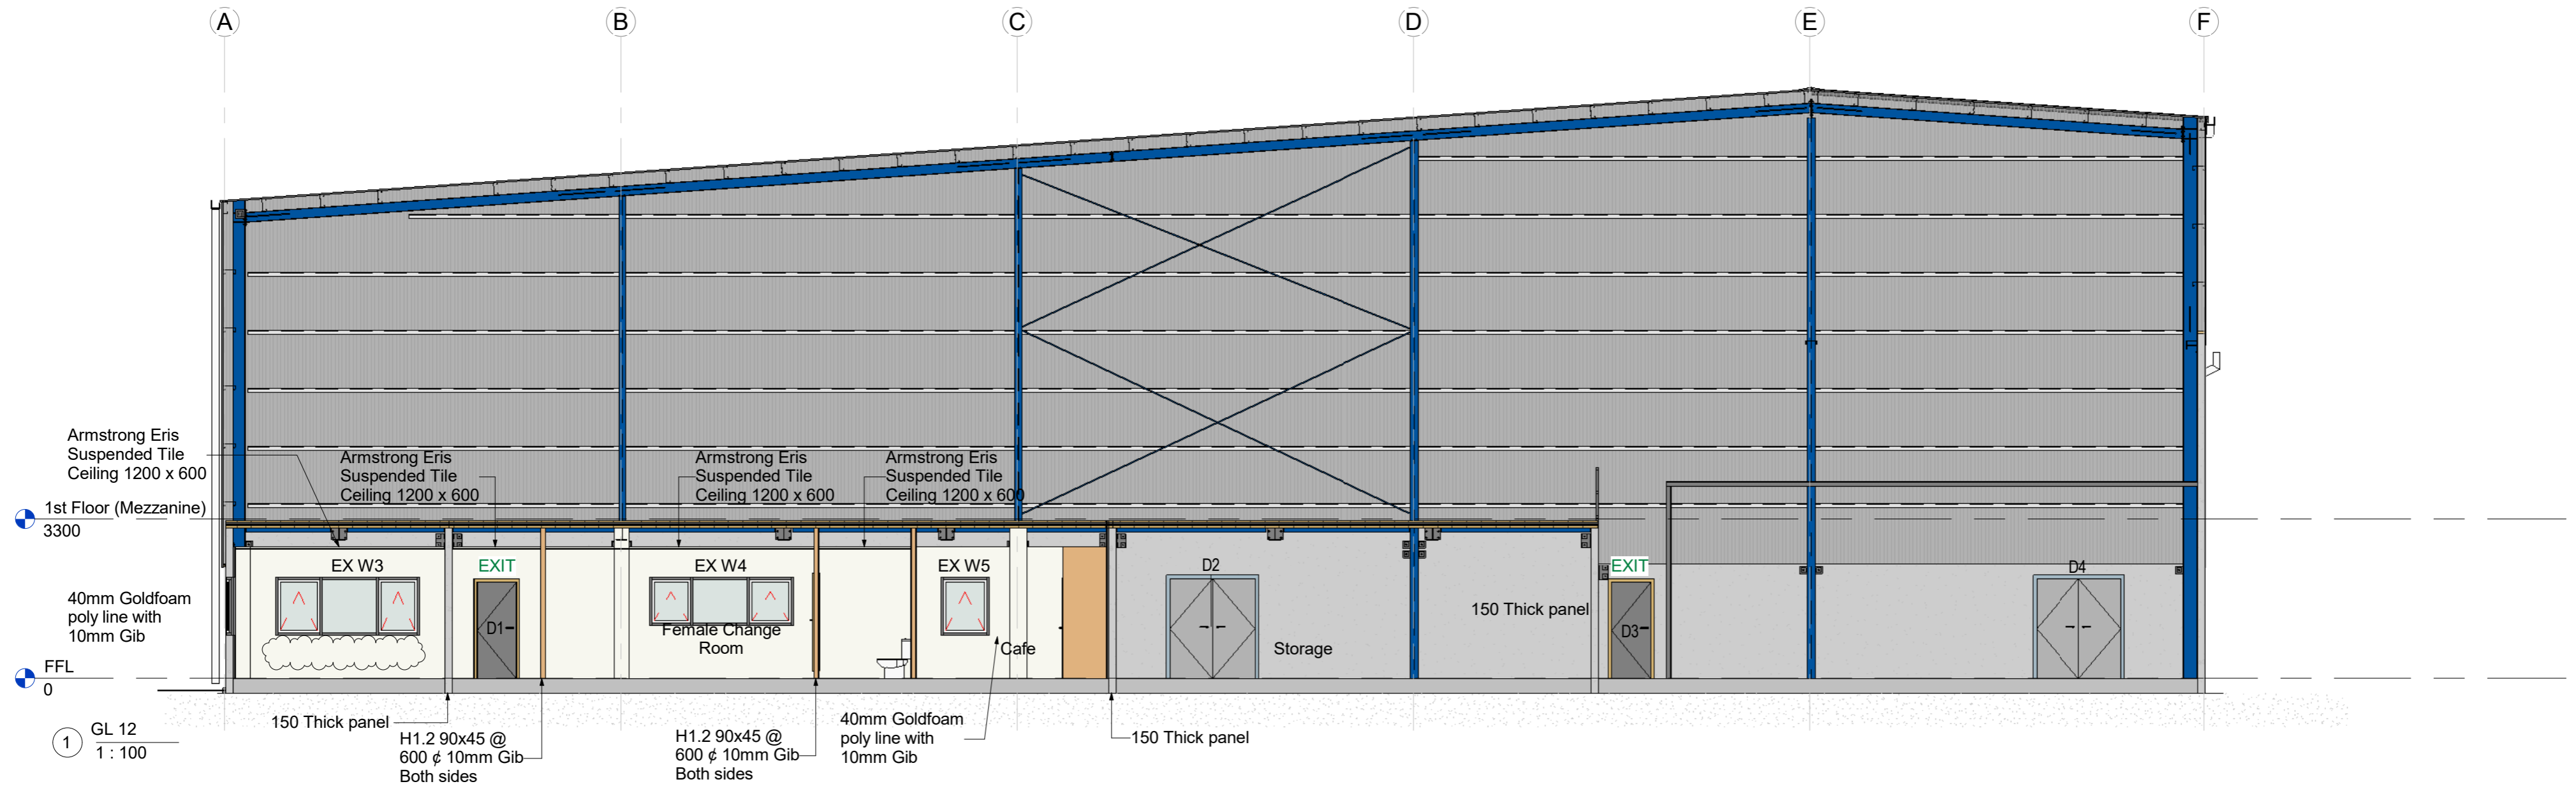 A
B
C
D
E
F
Armstrong Eris
Suspended Tile
Ceiling 1200 x 600
Armstrong Eris
Suspended Tile
Ceiling 1200 x 600
Armstrong Eris
Suspended Tile
Ceiling 1200 x 600
Armstrong Eris
Suspended Tile
Ceiling 1200 x 600
1st Floor (Mezzanine)
3300
EX W3
EXIT
EX W4
EX W5
D2
EXIT
D4
40mm Goldfoam
poly line with
10mm Gib
D1
Female Change
Room
Cafe
Storage
150 Thick panel
D3
FFL
0
1
GL 12
1 : 100
150 Thick panel
H1.2 90x45 @
600 ¢ 10mm Gib
Both sides
H1.2 90x45 @
600 ¢ 10mm Gib
Both sides
40mm Goldfoam
poly line with
10mm Gib
150 Thick panel